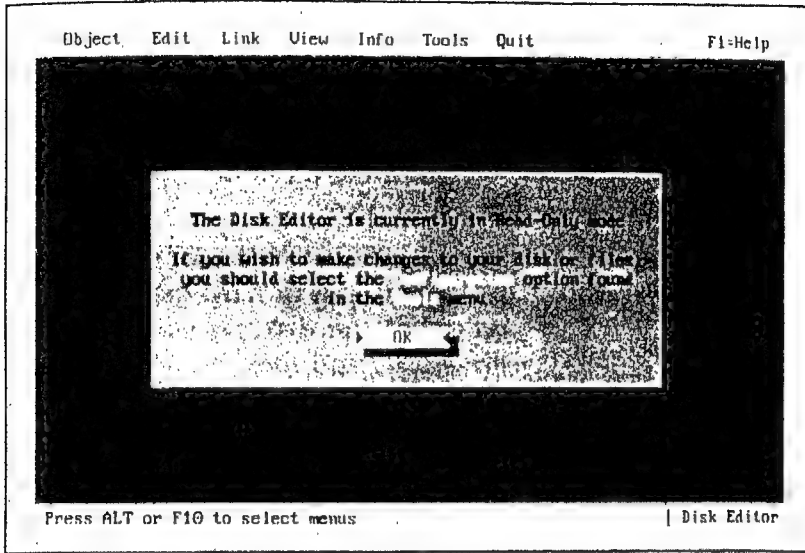 Object Edit Link View Info Tools Quit F1=Help
The Disk Editor is currently in Read-Only mode
If you wish to make changes to your disk or files
you should select the option found
in the menu
OK
Press ALT or F10 to select menus | Disk Editor